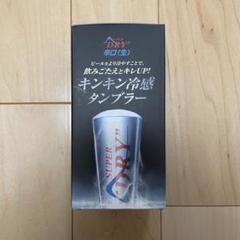 SUPER
"DRY"
辛口〈生〉
ビールをより冷やすことで、
飲みごたえとキレUP!
キンキン冷感
タンブラー
SUPER
"DRY"